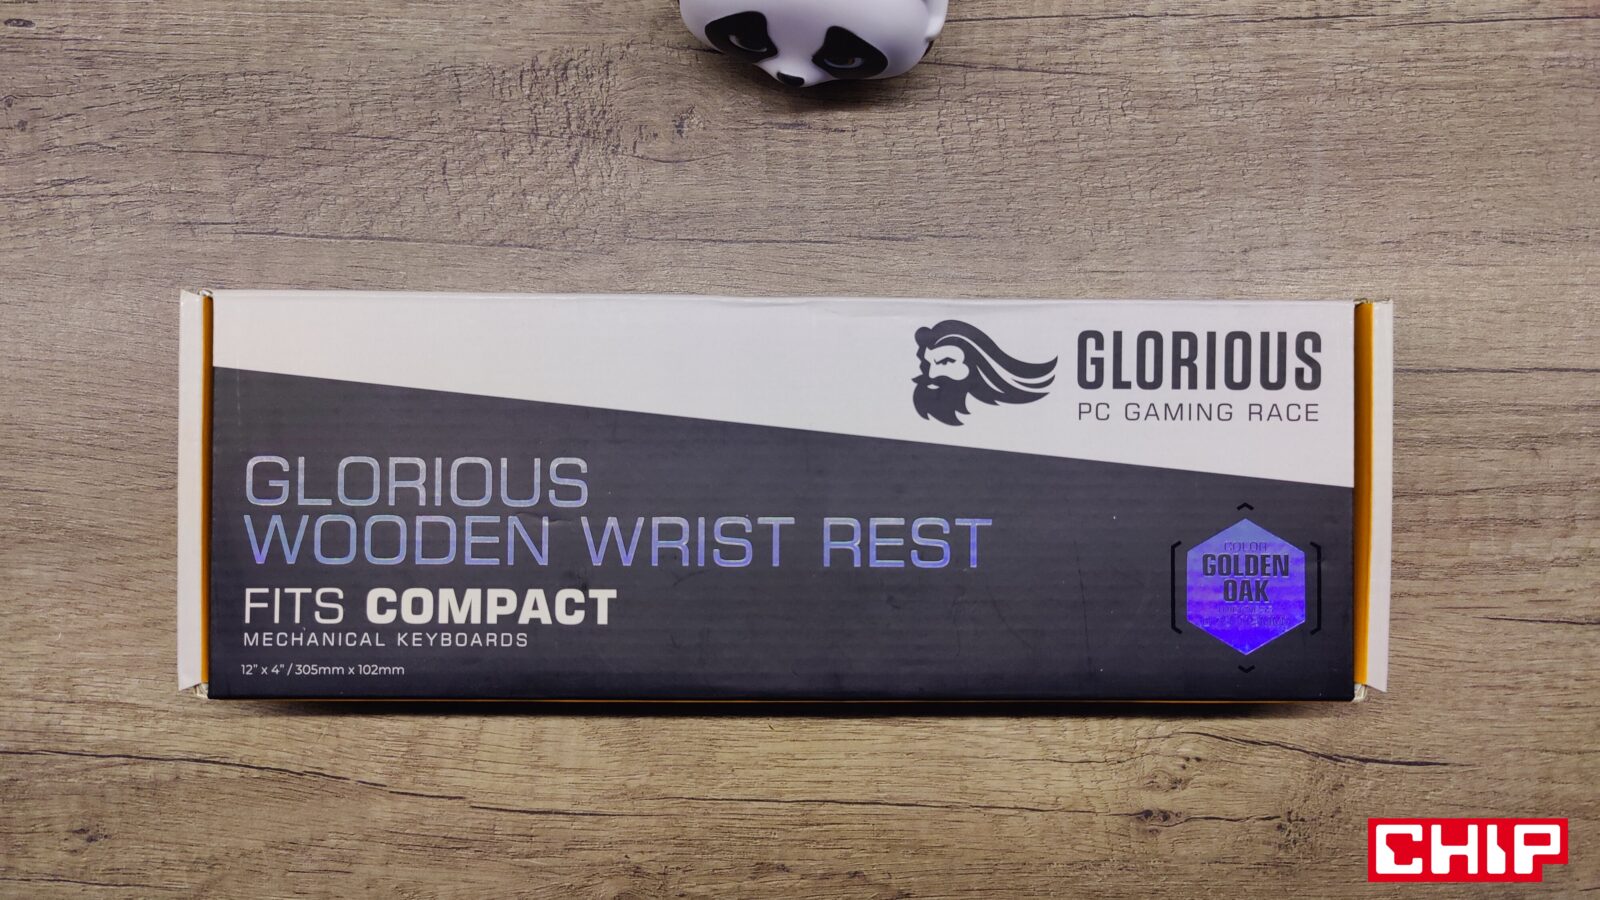 GLORIOUS
PC GAMING RACE
GLORIOUS
WOODEN WRIST REST
FITS COMPACT
MECHANICAL KEYBOARDS
12" x 4" / 305mm x 102mm
COLOR
GOLDEN
OAK
CHIP